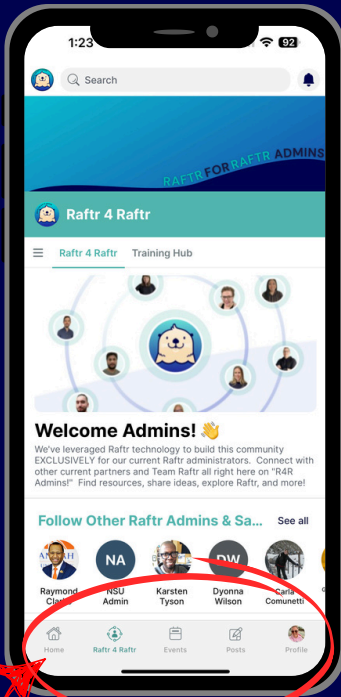 1:23
92
Search
RAFTR FOR RAFTR ADMINS
Raftr 4 Raftr
Raftr 4 Raftr Training Hub
Welcome Admins! 👋
We've leveraged Raftr technology to build this community
EXCLUSIVELY for our current Raftr administrators. Connect with
other current partners and Team Raftr all right here on "R4R
Admins!" Find resources, share ideas, explore Raftr, and more!
Follow Other Raftr Admins & Sa... See all
NA DW
Raymond NSU Karsten Dyonna Carla
Admin Tyson Wilson Comunetti
Home Raftr 4 Raftr Events Posts Profile